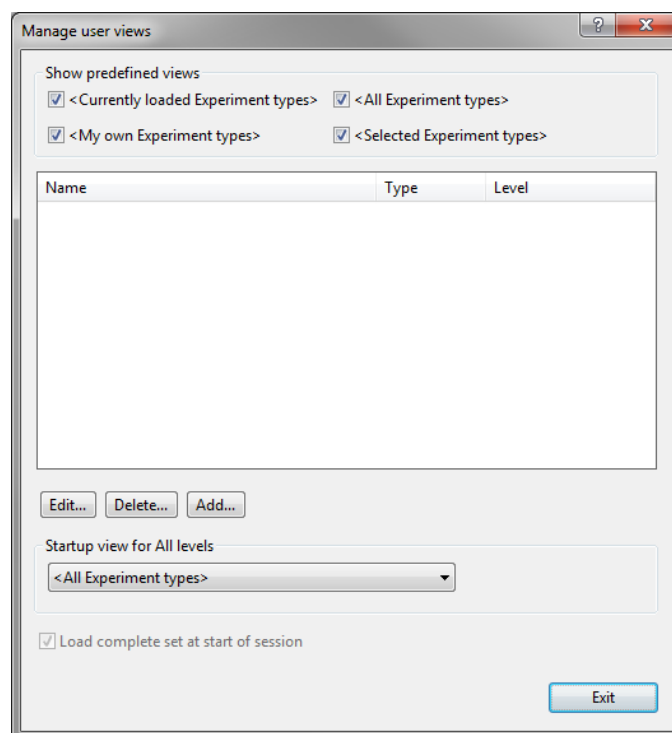 Manage user views
?
Show predefined views
<Currently loaded Experiment types> <All Experiment types>
<My own Experiment types> <Selected Experiment types>
Name Type Level
Edit... Delete... Add...
Startup view for All levels
<All Experiment types>
Load complete set at start of session
Exit